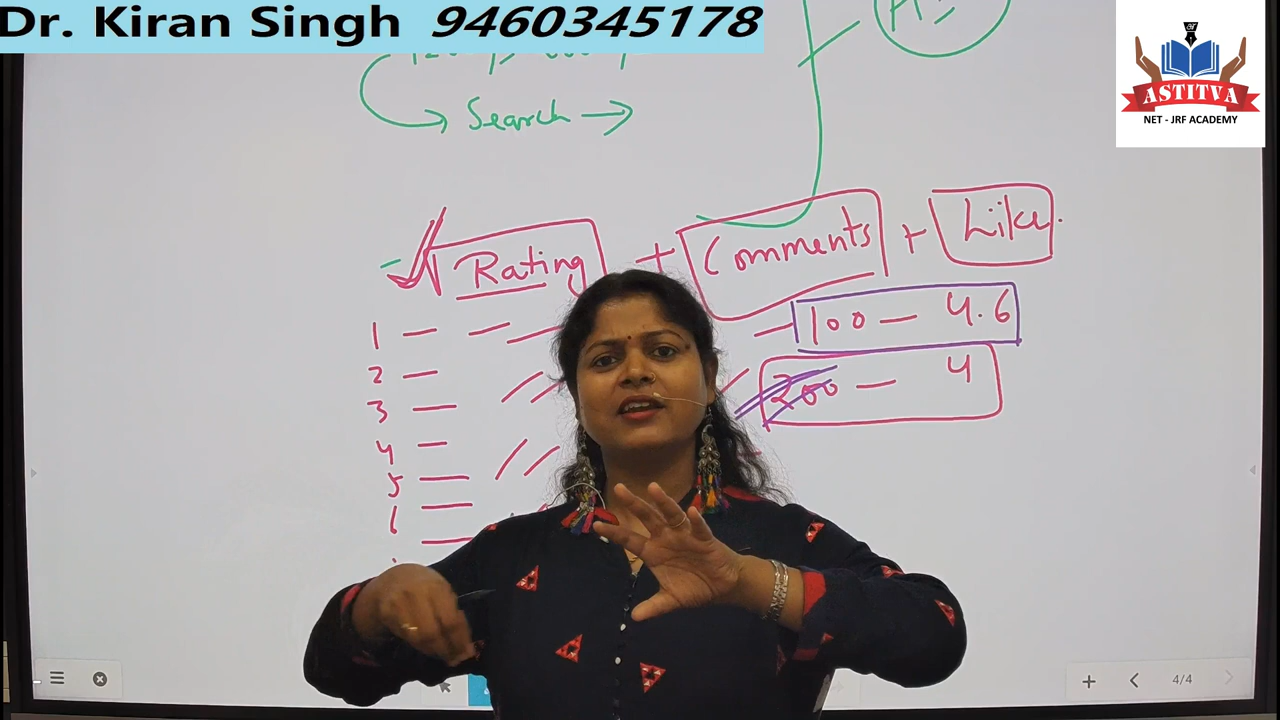 Dr. Kiran Singh 9460345178
ASTITVA
NET - JRF ACADEMY
Search →
Rating + Comments + Like
1 — 100 — 4.6
2 —
200 — 4
3 —
4 —
5 —
6 —
4/4